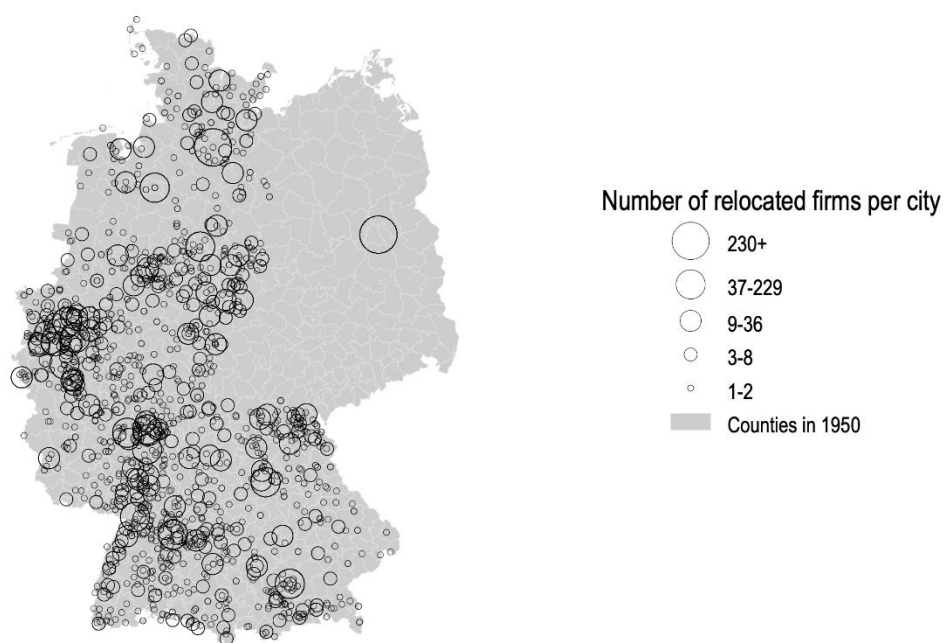 Number of relocated firms per city
230+
37-229
9-36
3-8
1-2
Counties in 1950